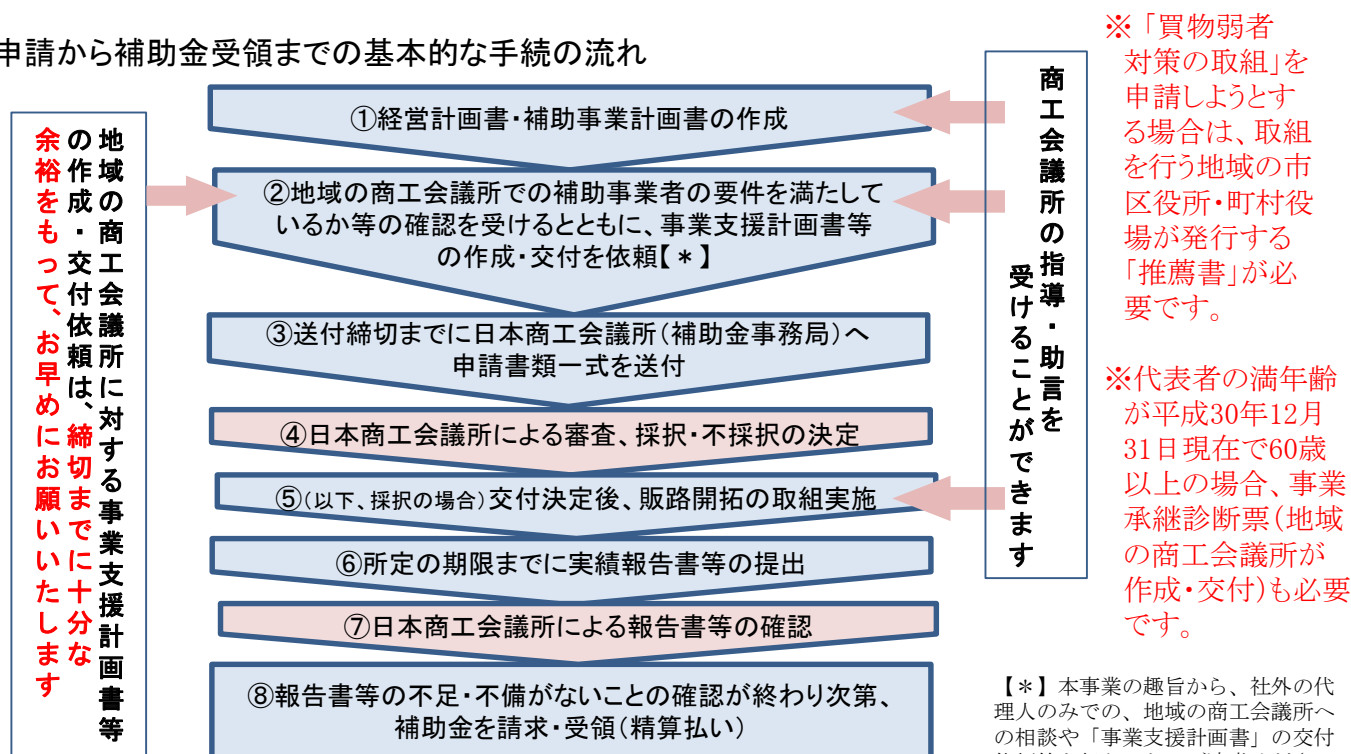 申請から補助金受領までの基本的な手続の流れ
地域の商工会議所に対する事業支援計画書等
の作成・交付依頼は、締切までに十分な
余裕をもって、お早めにお願いいたします
①経営計画書・補助事業計画書の作成
②地域の商工会議所での補助事業者の要件を満たして
いるか等の確認を受けるとともに、事業支援計画書等
の作成・交付を依頼【*】
③送付締切までに日本商工会議所(補助金事務局)へ
申請書類一式を送付
④日本商工会議所による審査、採択・不採択の決定
⑤(以下、採択の場合)交付決定後、販路開拓の取組実施
⑥所定の期限までに実績報告書等の提出
⑦日本商工会議所による報告書等の確認
⑧報告書等の不足・不備がないことの確認が終わり次第、
補助金を請求・受領(精算払い)
商工会議所の指導・助言を
受けることができます
※「買物弱者
対策の取組」を
申請しようとす
る場合は、取組
を行う地域の市
区役所・町村役
場が発行する
「推薦書」が必
要です。
※代表者の満年齢
が平成30年12月
31日現在で60歳
以上の場合、事業
承継診断票(地域
の商工会議所が
作成・交付)も必要
です。
【*】本事業の趣旨から、社外の代
理人のみでの、地域の商工会議所へ
の相談や「事業支援計画書」の交付